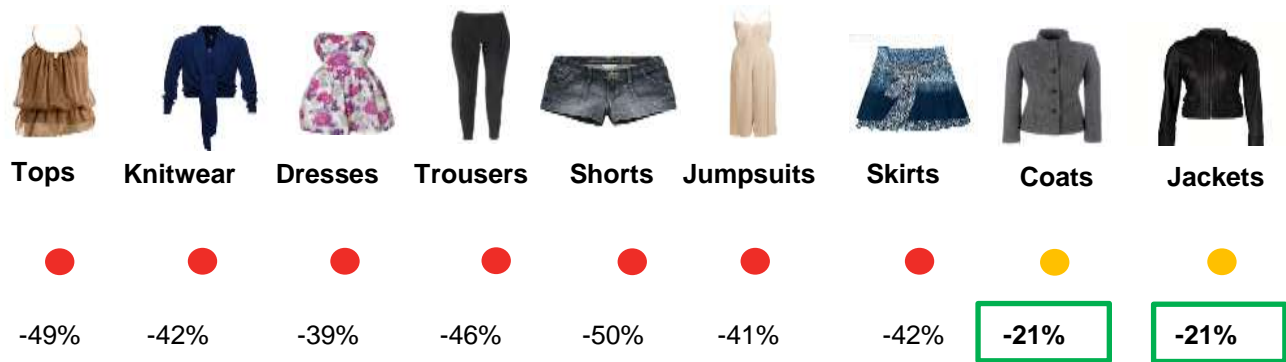 Tops Knitwear Dresses Trousers Shorts Jumpsuits Skirts Coats Jackets
-49% -42% -39% -46% -50% -41% -42% -21% -21%